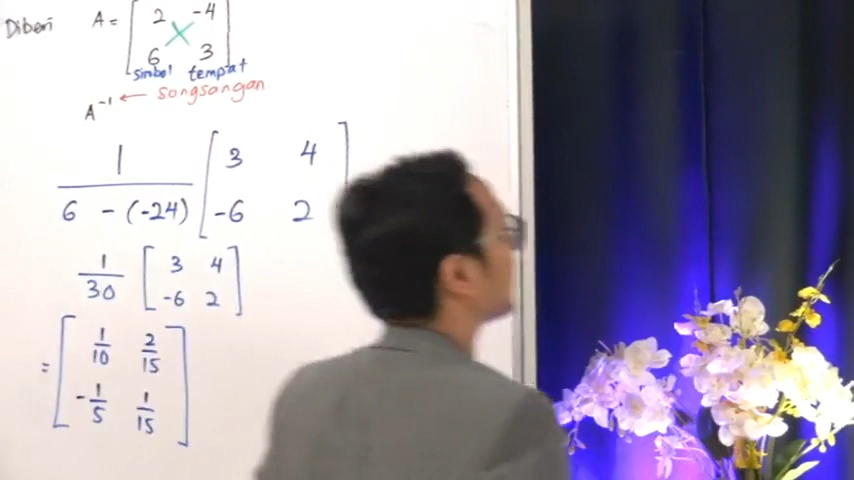 Diberi A = [ 2 -4
6 3 ]
simbol tempat
A⁻¹ ← songsangan
1 / (6 - (-24)) [ 3 4
-6 2 ]
1/30 [ 3 4
-6 2 ]
= [ 1/10 2/15
-1/5 1/15 ]